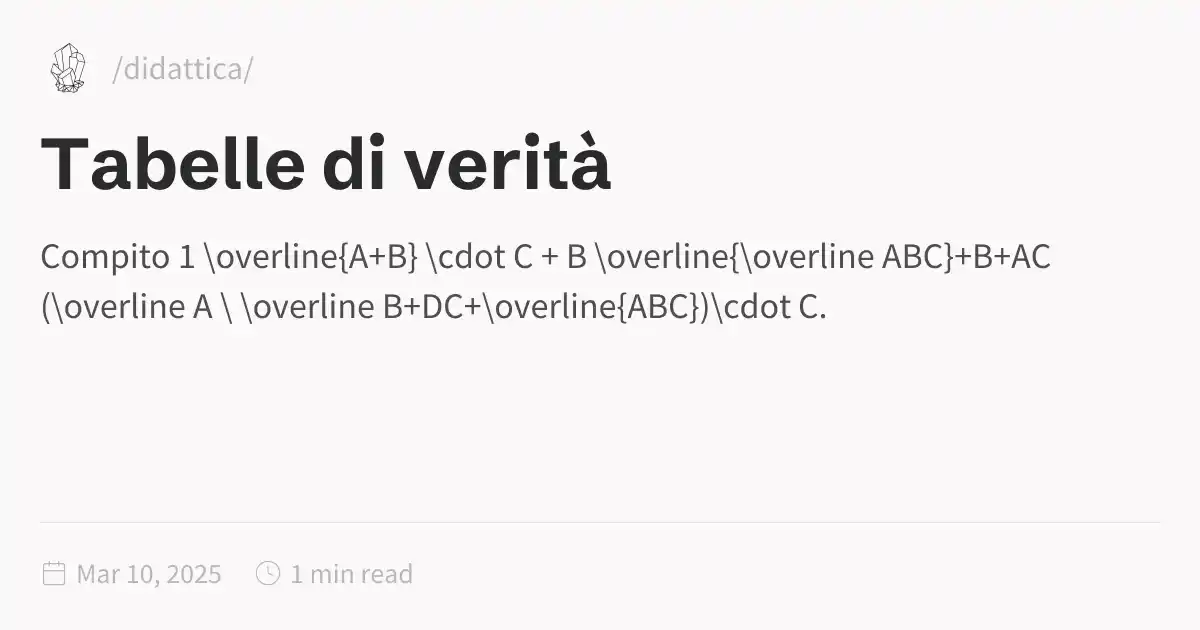 /didattica/
Tabelle di verità
Compito 1 \overline{A+B} \cdot C + B \overline{\overline ABC}+B+AC
(\overline A \ \overline B+DC+\overline{ABC})\cdot C.
Mar 10, 2025 1 min read